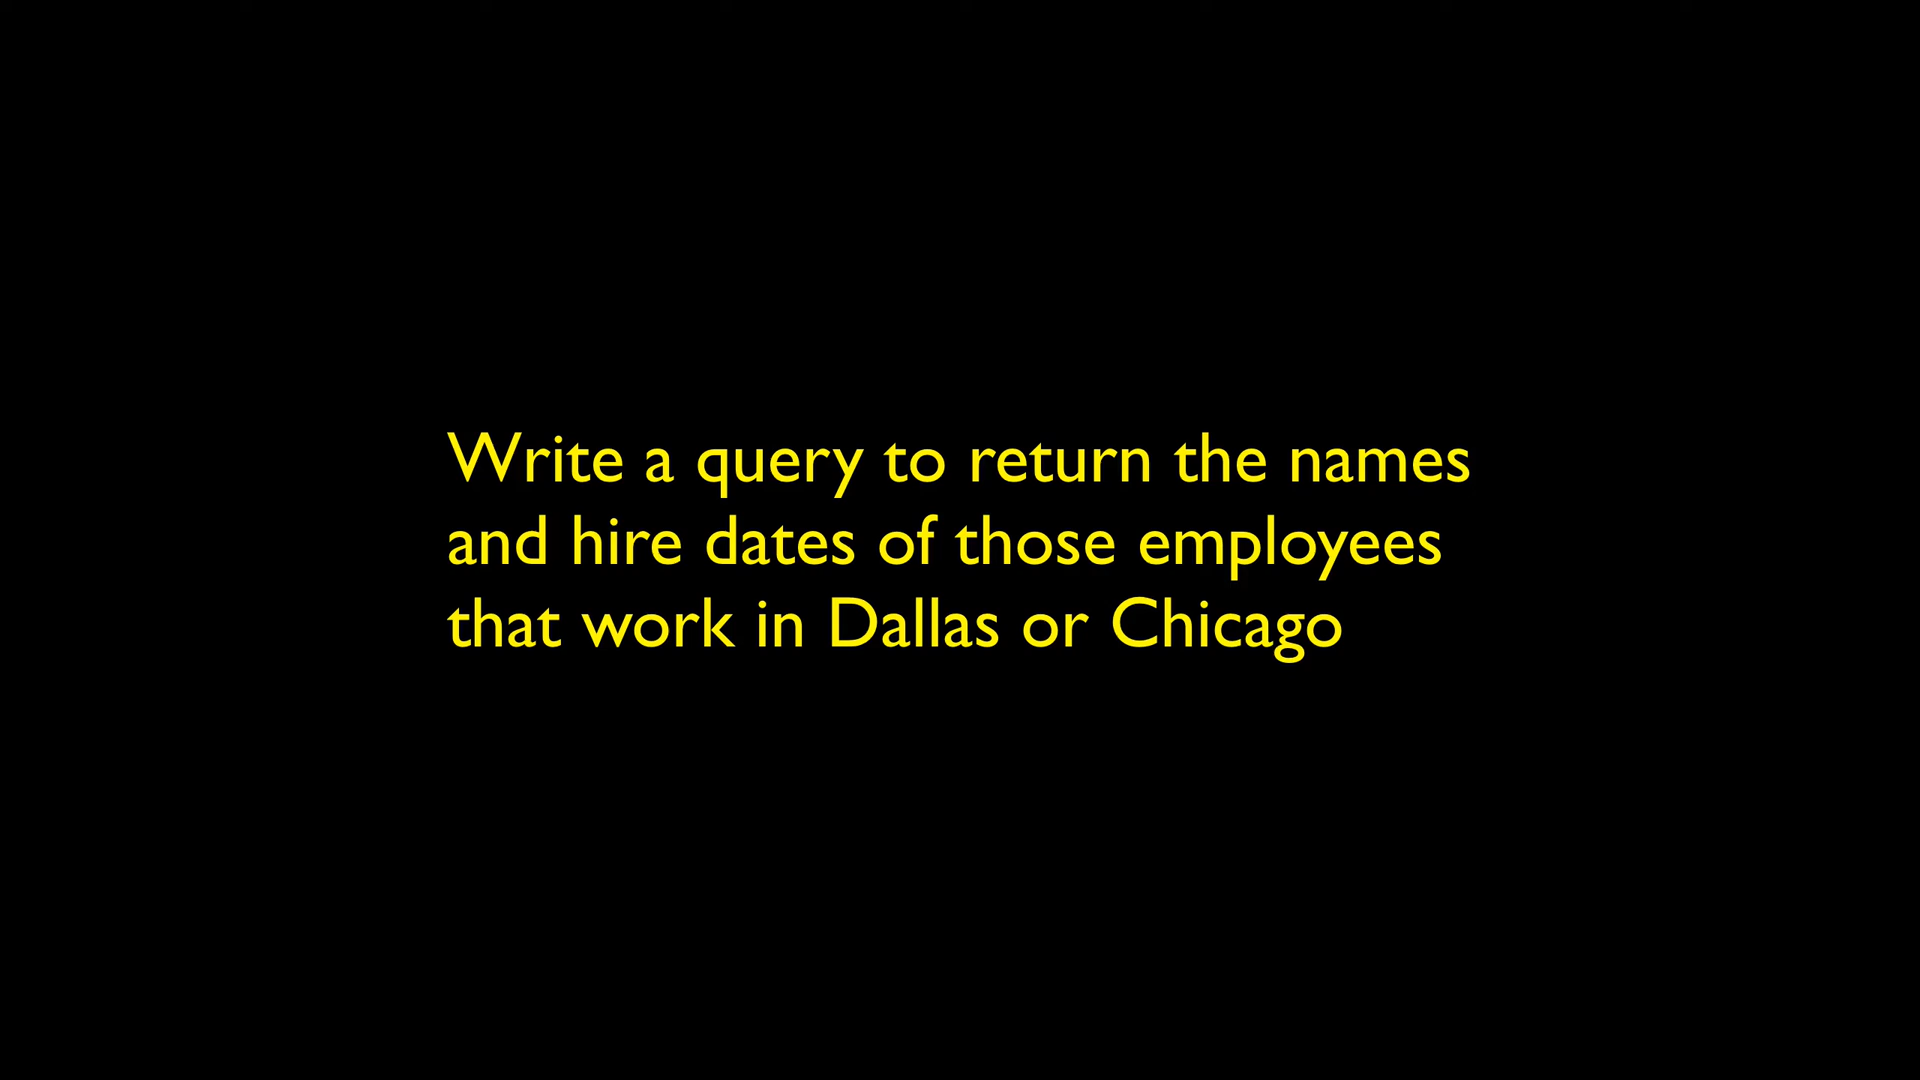 Write a query to return the names
and hire dates of those employees
that work in Dallas or Chicago